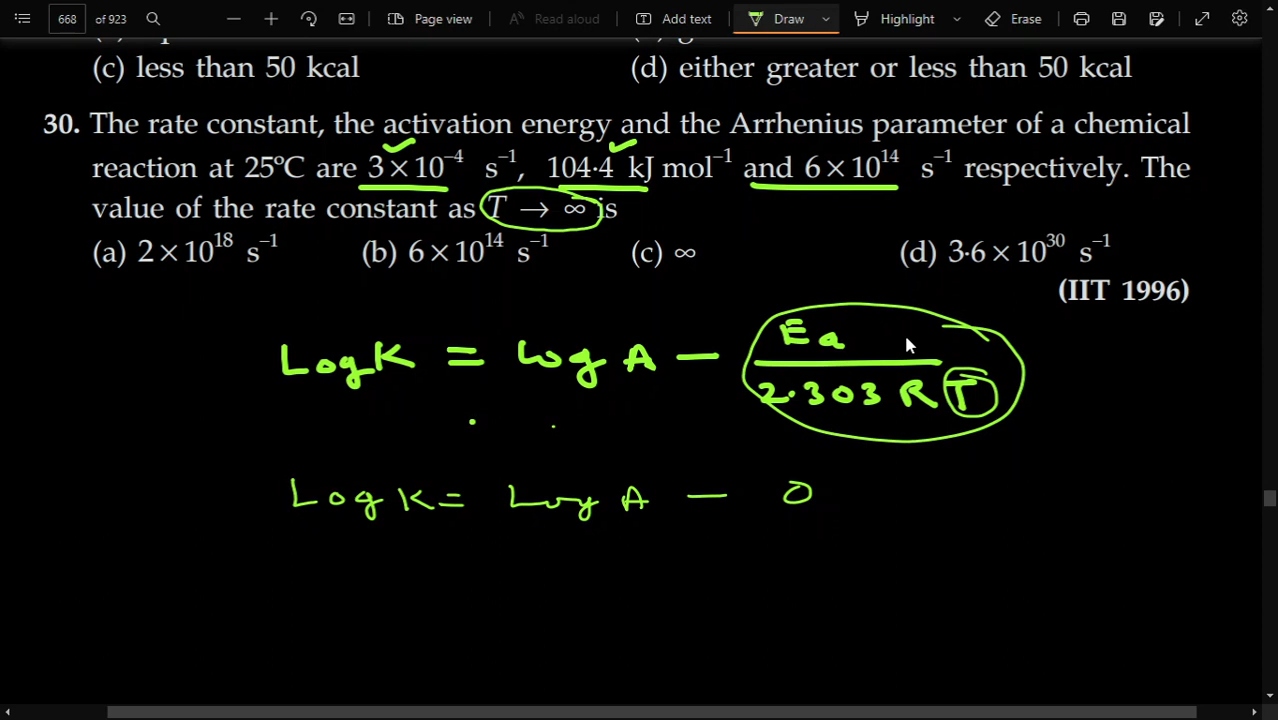 668 of 923 Page view Read aloud Add text Draw Highlight Erase
(c) less than 50 kcal (d) either greater or less than 50 kcal
30. The rate constant, the activation energy and the Arrhenius parameter of a chemical
reaction at 25°C are 3 × 10⁻⁴ s⁻¹, 104·4 kJ mol⁻¹ and 6 × 10¹⁴ s⁻¹ respectively. The
value of the rate constant as T → ∞ is
(a) 2 × 10¹⁸ s⁻¹ (b) 6 × 10¹⁴ s⁻¹ (c) ∞ (d) 3·6 × 10³⁰ s⁻¹
(IIT 1996)
Log K = Log A − Ea / 2.303 R T
Log K = Log A − 0